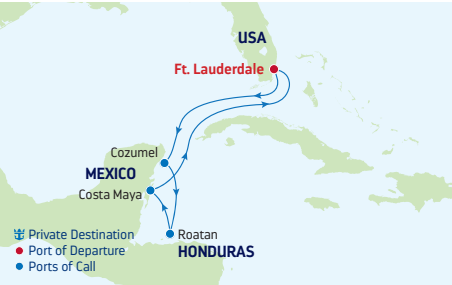 USA
Ft. Lauderdale
Cozumel
MEXICO
Costa Maya
Roatan
HONDURAS
Private Destination
Port of Departure
Ports of Call